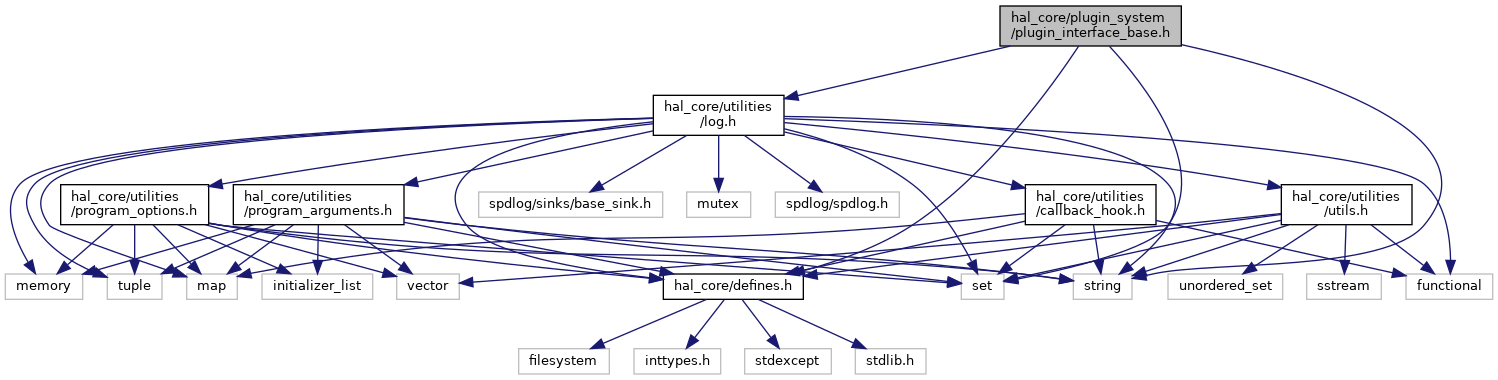 hal_core/plugin_system
/plugin_interface_base.h
hal_core/utilities
/log.h
hal_core/utilities
/program_options.h
hal_core/utilities
/program_arguments.h
spdlog/sinks/base_sink.h
mutex
spdlog/spdlog.h
hal_core/utilities
/callback_hook.h
hal_core/utilities
/utils.h
memory
tuple
map
initializer_list
vector
hal_core/defines.h
set
string
unordered_set
sstream
functional
filesystem
inttypes.h
stdexcept
stdlib.h